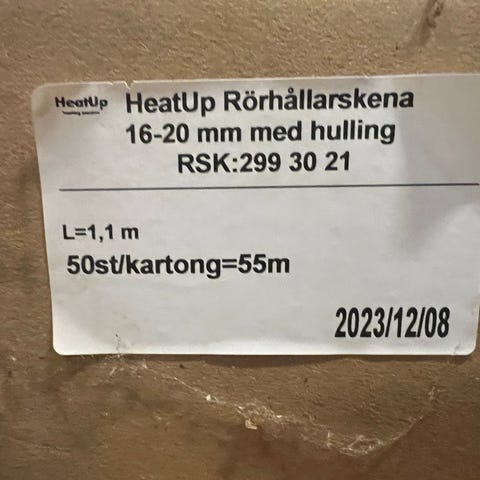 HeatUp HeatUp Rörhållarskena
16-20 mm med hulling
RSK:299 30 21
L=1,1 m
50st/kartong=55m
2023/12/08